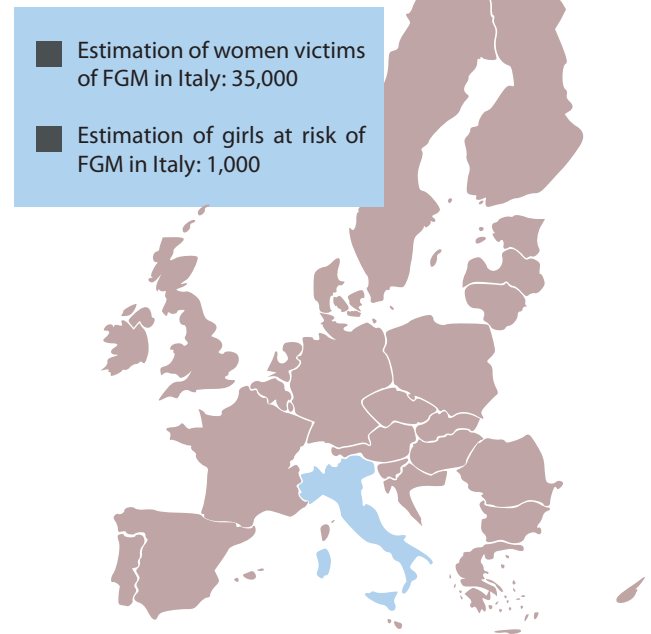 Estimation of women victims
of FGM in Italy: 35,000
Estimation of girls at risk of
FGM in Italy: 1,000